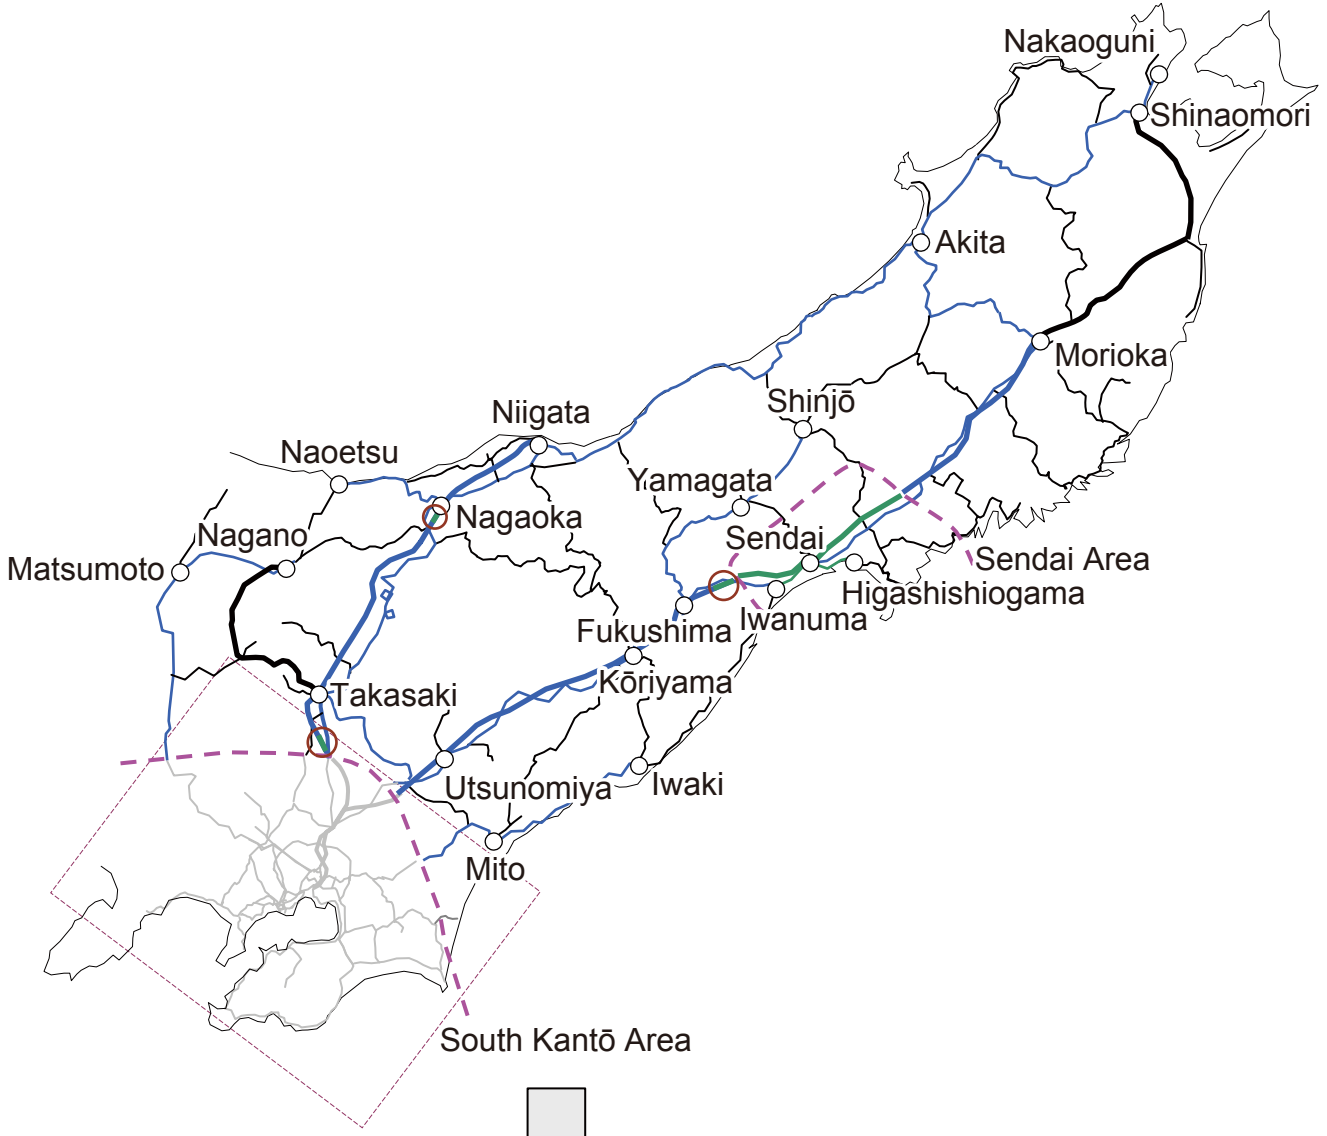 Nakaoguni
Shinaomori
Akita
Morioka
Shinjō
Niigata
Naoetsu
Yamagata
Nagaoka
Nagano
Sendai
Matsumoto
Sendai Area
Higashishiogama
Iwanuma
Fukushima
Kōriyama
Takasaki
Utsunomiya
Iwaki
Mito
South Kantō Area